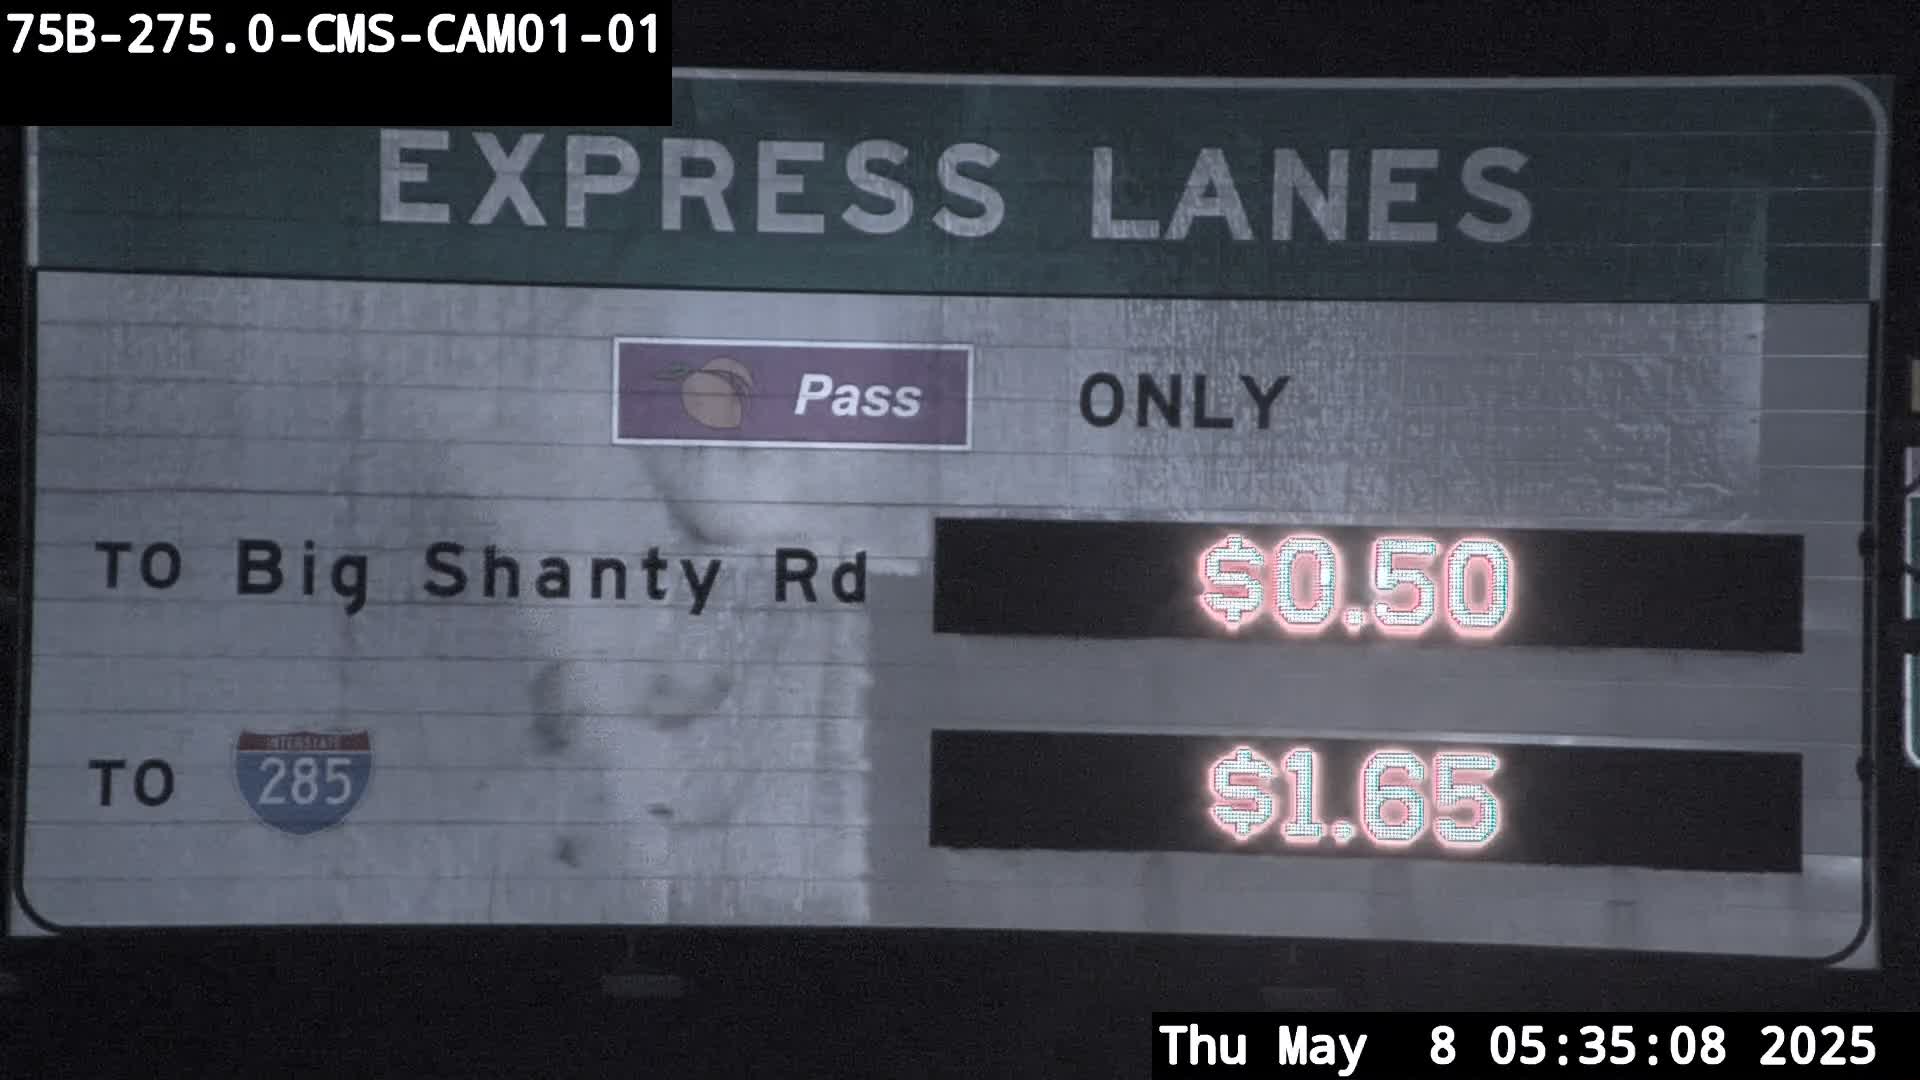 75B-275.0-CMS-CAM01-01
EXPRESS LANES
Pass ONLY
TO Big Shanty Rd $0.50
INTERSTATE
TO 285 $1.65
Thu May 8 05:35:08 2025